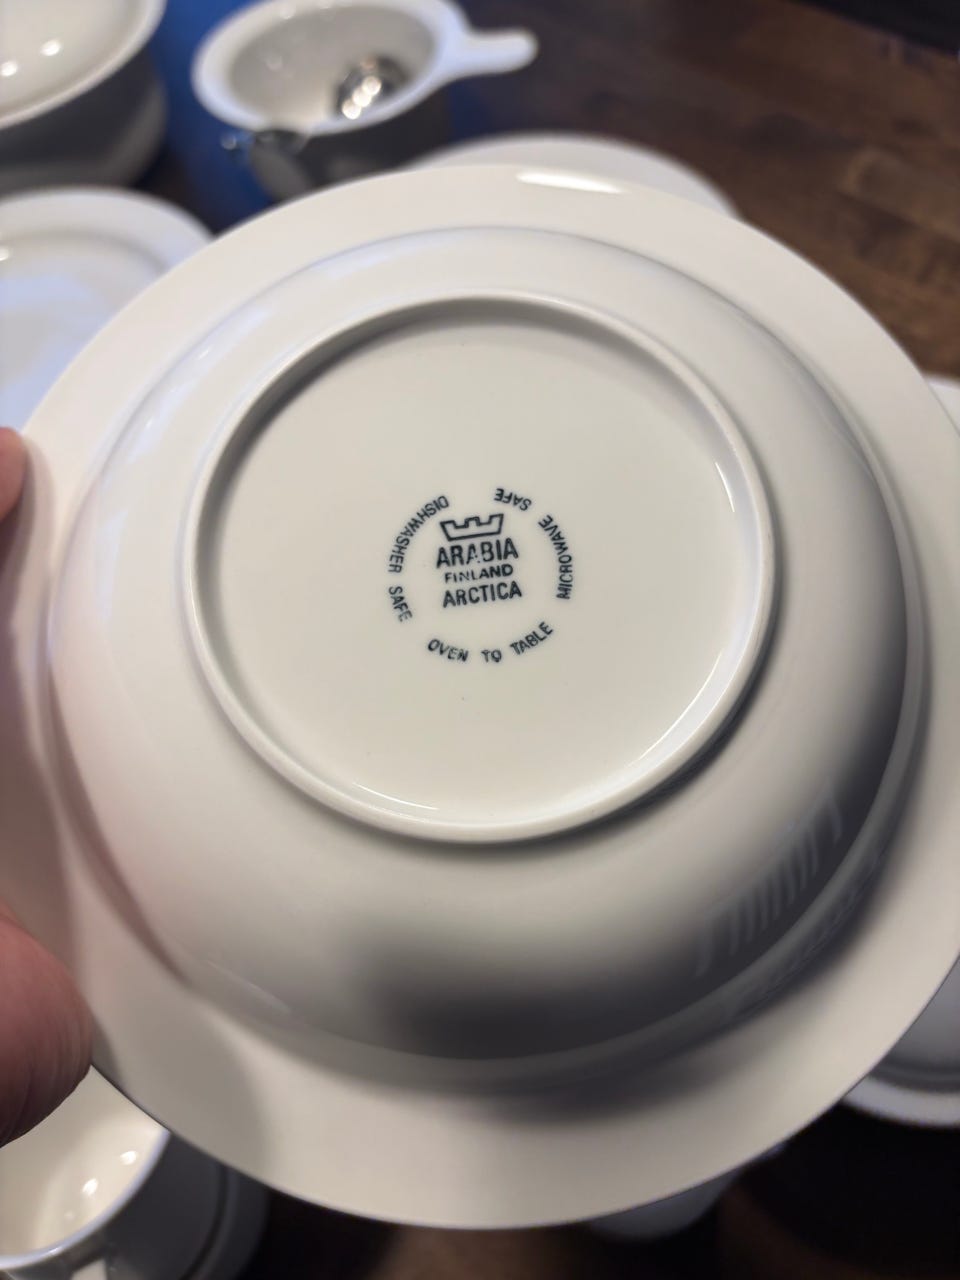 ARABIA
FINLAND
ARCTICA
DISHWASHER SAFE
OVEN TO TABLE
MICROWAVE SAFE